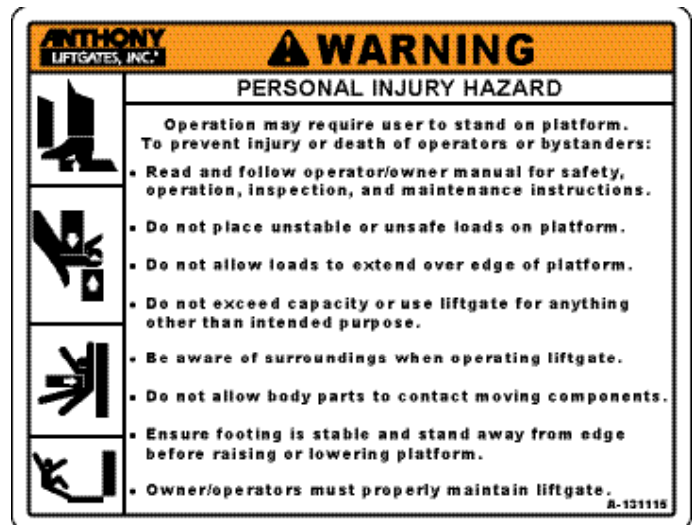 ANTHONY
LIFTGATES, INC.®
WARNING
PERSONAL INJURY HAZARD
Operation may require user to stand on platform.
To prevent injury or death of operators or bystanders:
• Read and follow operator/owner manual for safety,
operation, inspection, and maintenance instructions.
• Do not place unstable or unsafe loads on platform.
• Do not allow loads to extend over edge of platform.
• Do not exceed capacity or use liftgate for anything
other than intended purpose.
• Be aware of surroundings when operating liftgate.
• Do not allow body parts to contact moving components.
• Ensure footing is stable and stand away from edge
before raising or lowering platform.
• Owner/operators must properly maintain liftgate.
A-131115